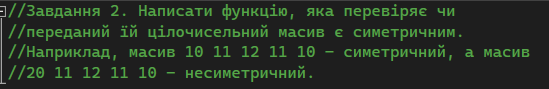 //Завдання 2. Написати функцію, яка перевіряє чи
//переданий їй цілочисельний масив є симетричним.
//Наприклад, масив 10 11 12 11 10 – симетричний, а масив
//20 11 12 11 10 – несиметричний.